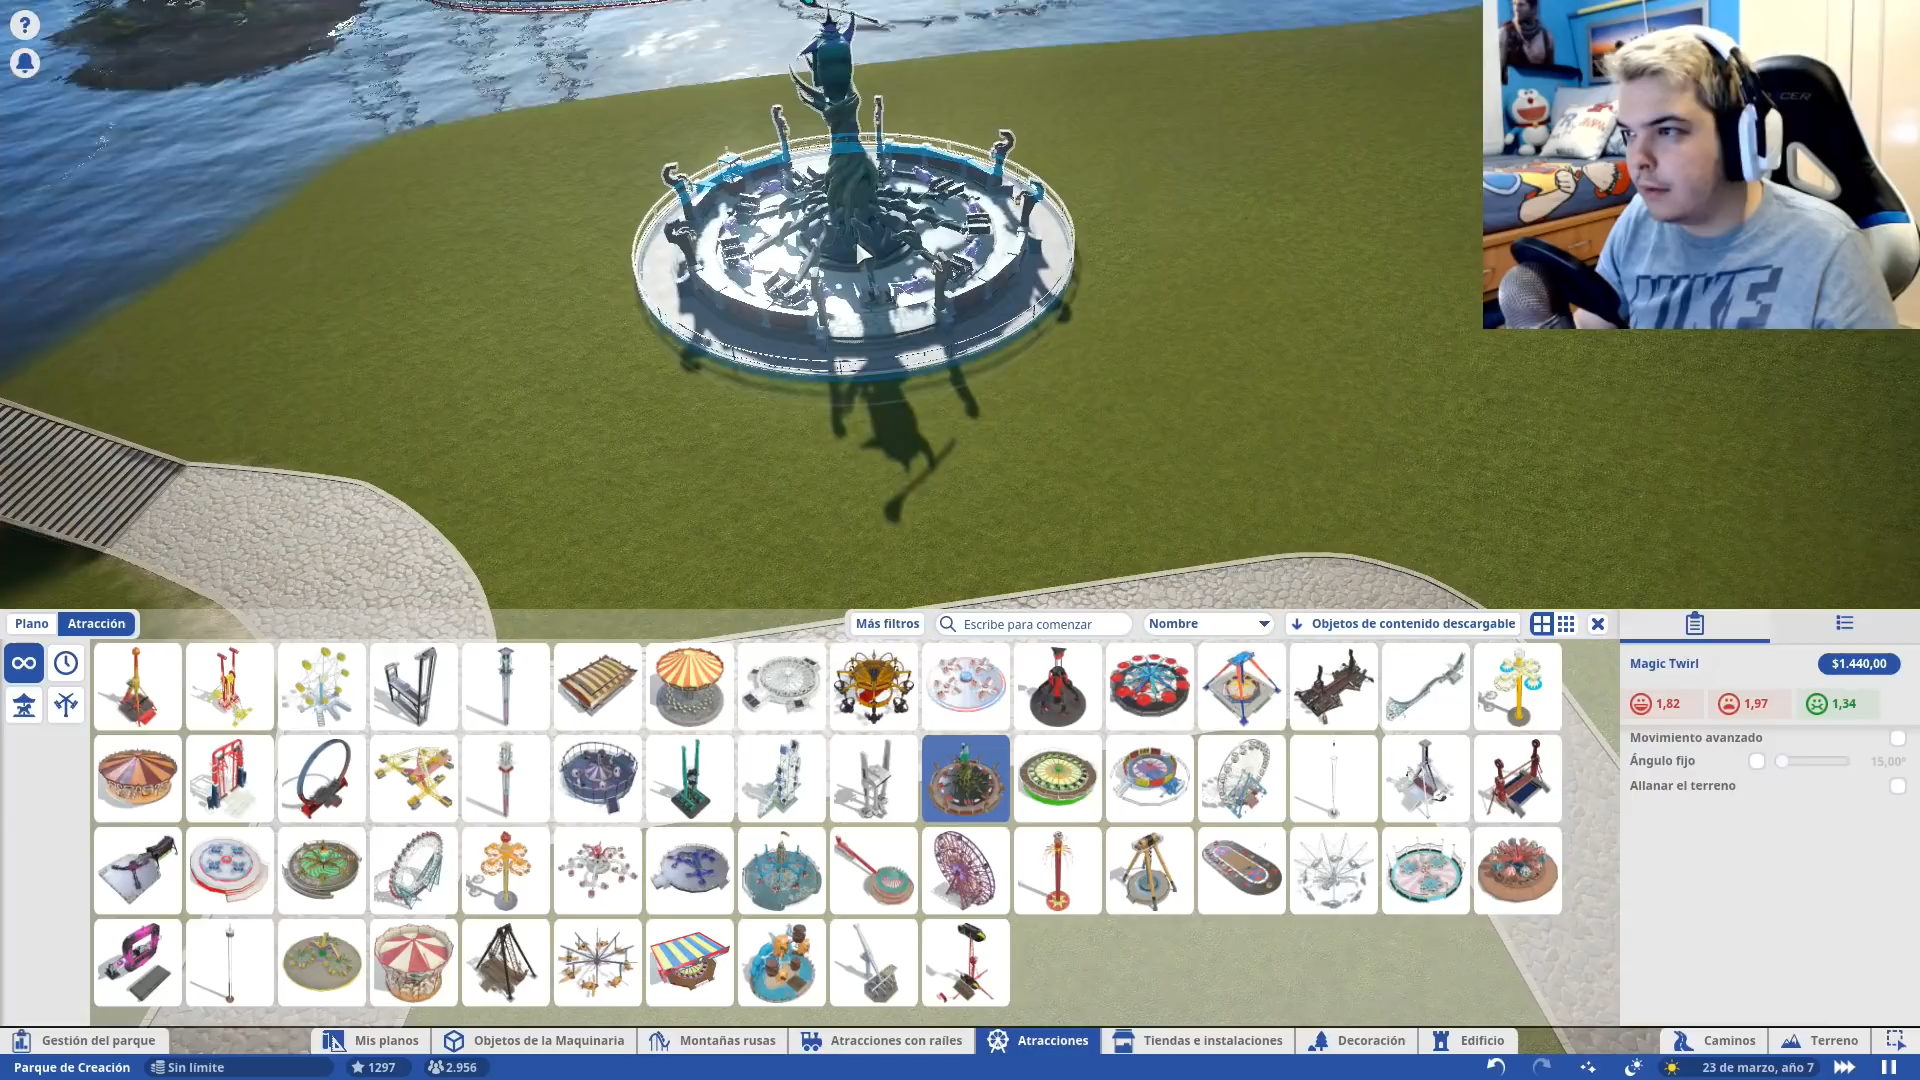 ?
CER
NIKE
Plano
Atracción
Más filtros
Escribe para comenzar
Nombre
Objetos de contenido descargable
Magic Twirl
$1.440,00
1,82
1,97
1,34
Movimiento avanzado
Ángulo fijo
15,00°
Allanar el terreno
Gestión del parque
Mis planos
Objetos de la Maquinaria
Montañas rusas
Atracciones con raíles
Atracciones
Tiendas e instalaciones
Decoración
Edificio
Caminos
Terreno
Parque de Creación
Sin límite
1297
2.956
23 de marzo, año 7